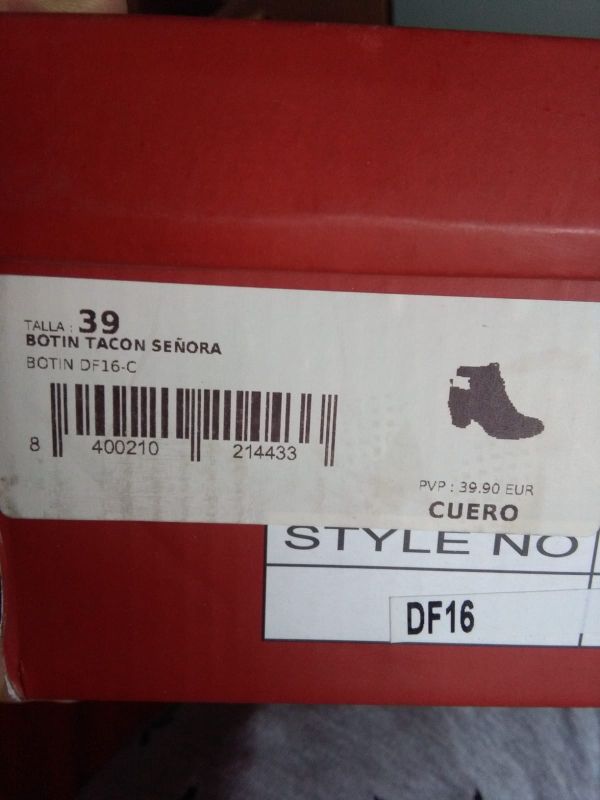 TALLA : 39
BOTIN TACON SEÑORA
BOTIN DF16-C
8 400210 214433
PVP : 39.90 EUR
CUERO
STYLE NO
DF16